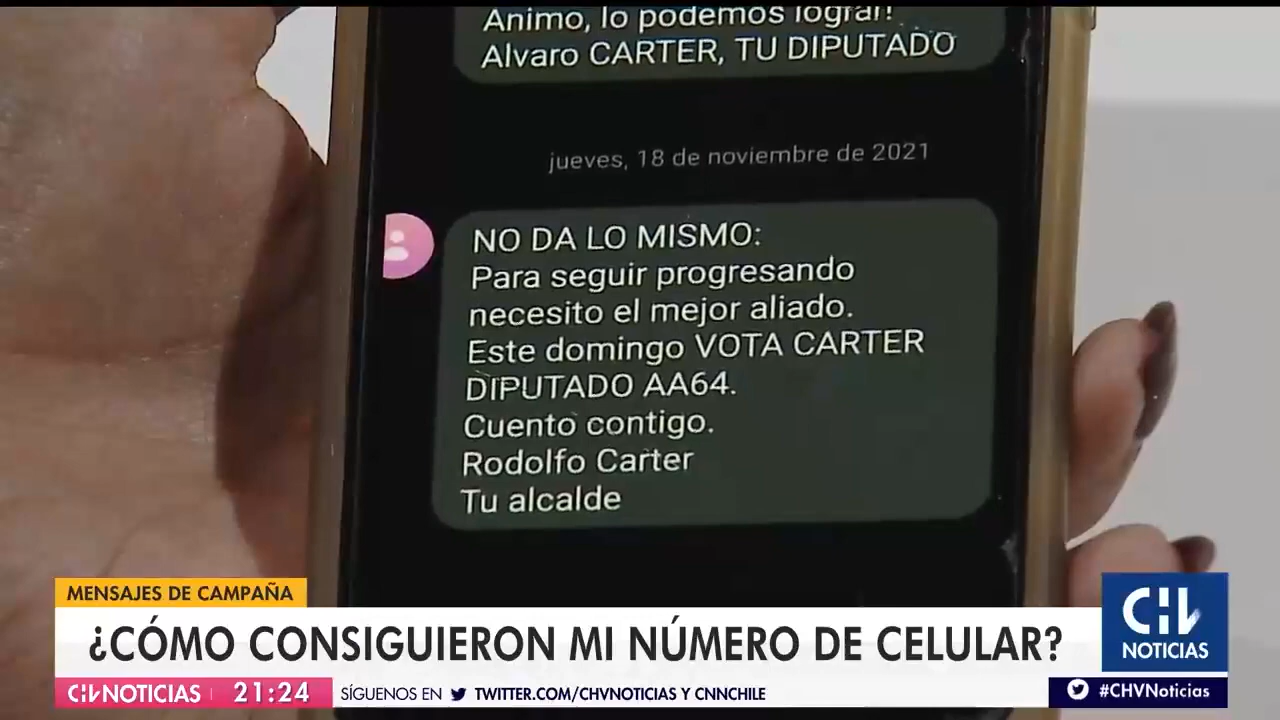 Animo, lo podemos lograr!
Alvaro CARTER, TU DIPUTADO
jueves, 18 de noviembre de 2021
NO DA LO MISMO:
Para seguir progresando
necesito el mejor aliado.
Este domingo VOTA CARTER
DIPUTADO AA64.
Cuento contigo.
Rodolfo Carter
Tu alcalde
MENSAJES DE CAMPAÑA
¿CÓMO CONSIGUIERON MI NÚMERO DE CELULAR?
CHV
NOTICIAS
CHV NOTICIAS 21:24 SÍGUENOS EN TWITTER.COM/CHVNOTICIAS Y CNNCHILE #CHVNoticias